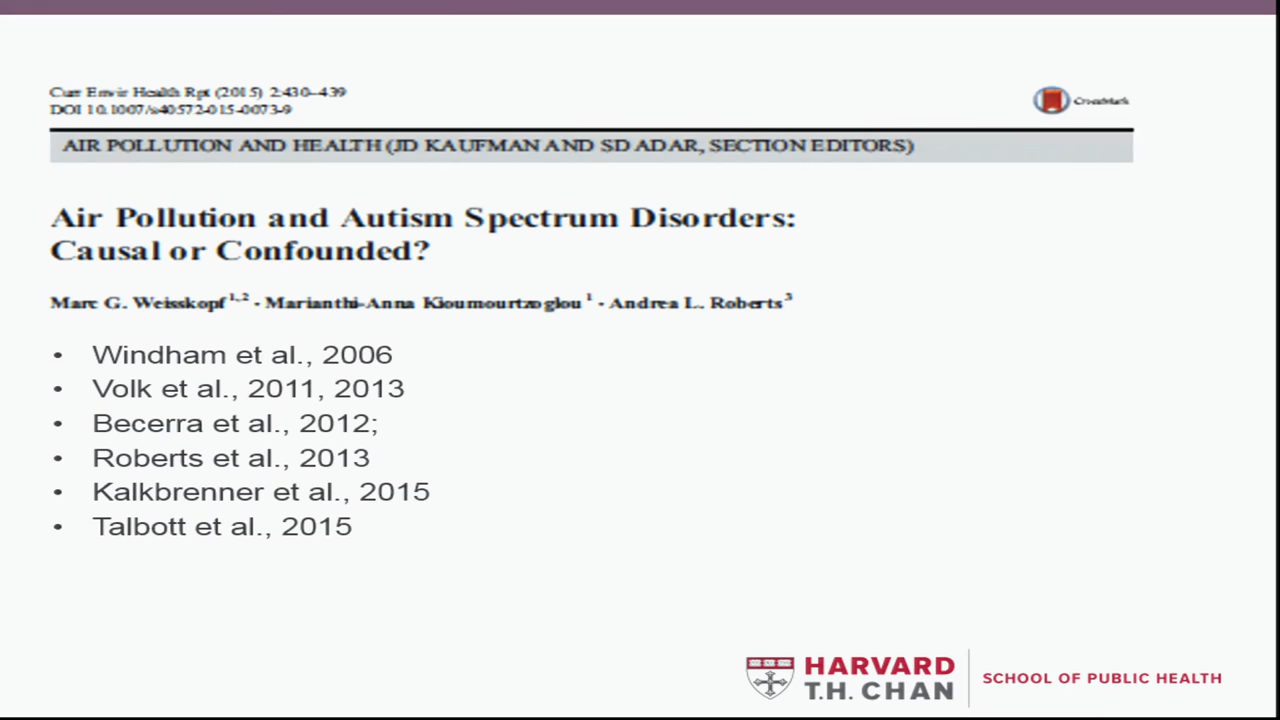 Curr Envir Health Rpt (2015) 2:430–439
DOI 10.1007/s40572-015-0073-9
CrossMark
AIR POLLUTION AND HEALTH (JD KAUFMAN AND SD ADAR, SECTION EDITORS)
Air Pollution and Autism Spectrum Disorders:
Causal or Confounded?
Marc G. Weisskopf 1,2 · Marianthi-Anna Kioumourtzoglou 1 · Andrea L. Roberts 3
• Windham et al., 2006
• Volk et al., 2011, 2013
• Becerra et al., 2012;
• Roberts et al., 2013
• Kalkbrenner et al., 2015
• Talbott et al., 2015
HARVARD
T.H. CHAN
SCHOOL OF PUBLIC HEALTH